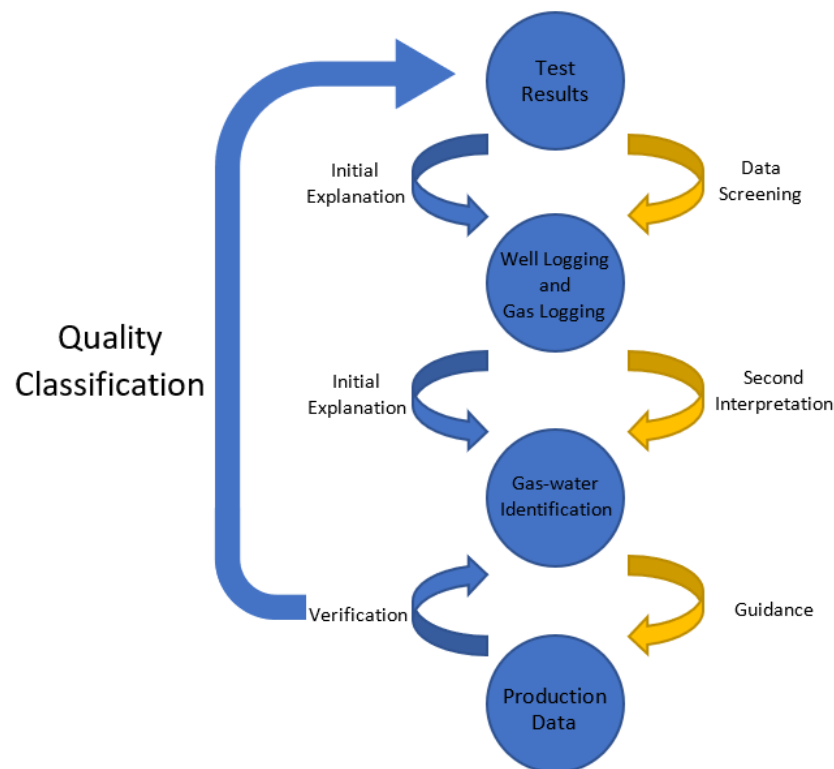 Test
Results
Initial
Explanation
Data
Screening
Well Logging
and
Gas Logging
Quality
Classification
Initial
Explanation
Second
Interpretation
Gas-water
Identification
Verification
Guidance
Production
Data